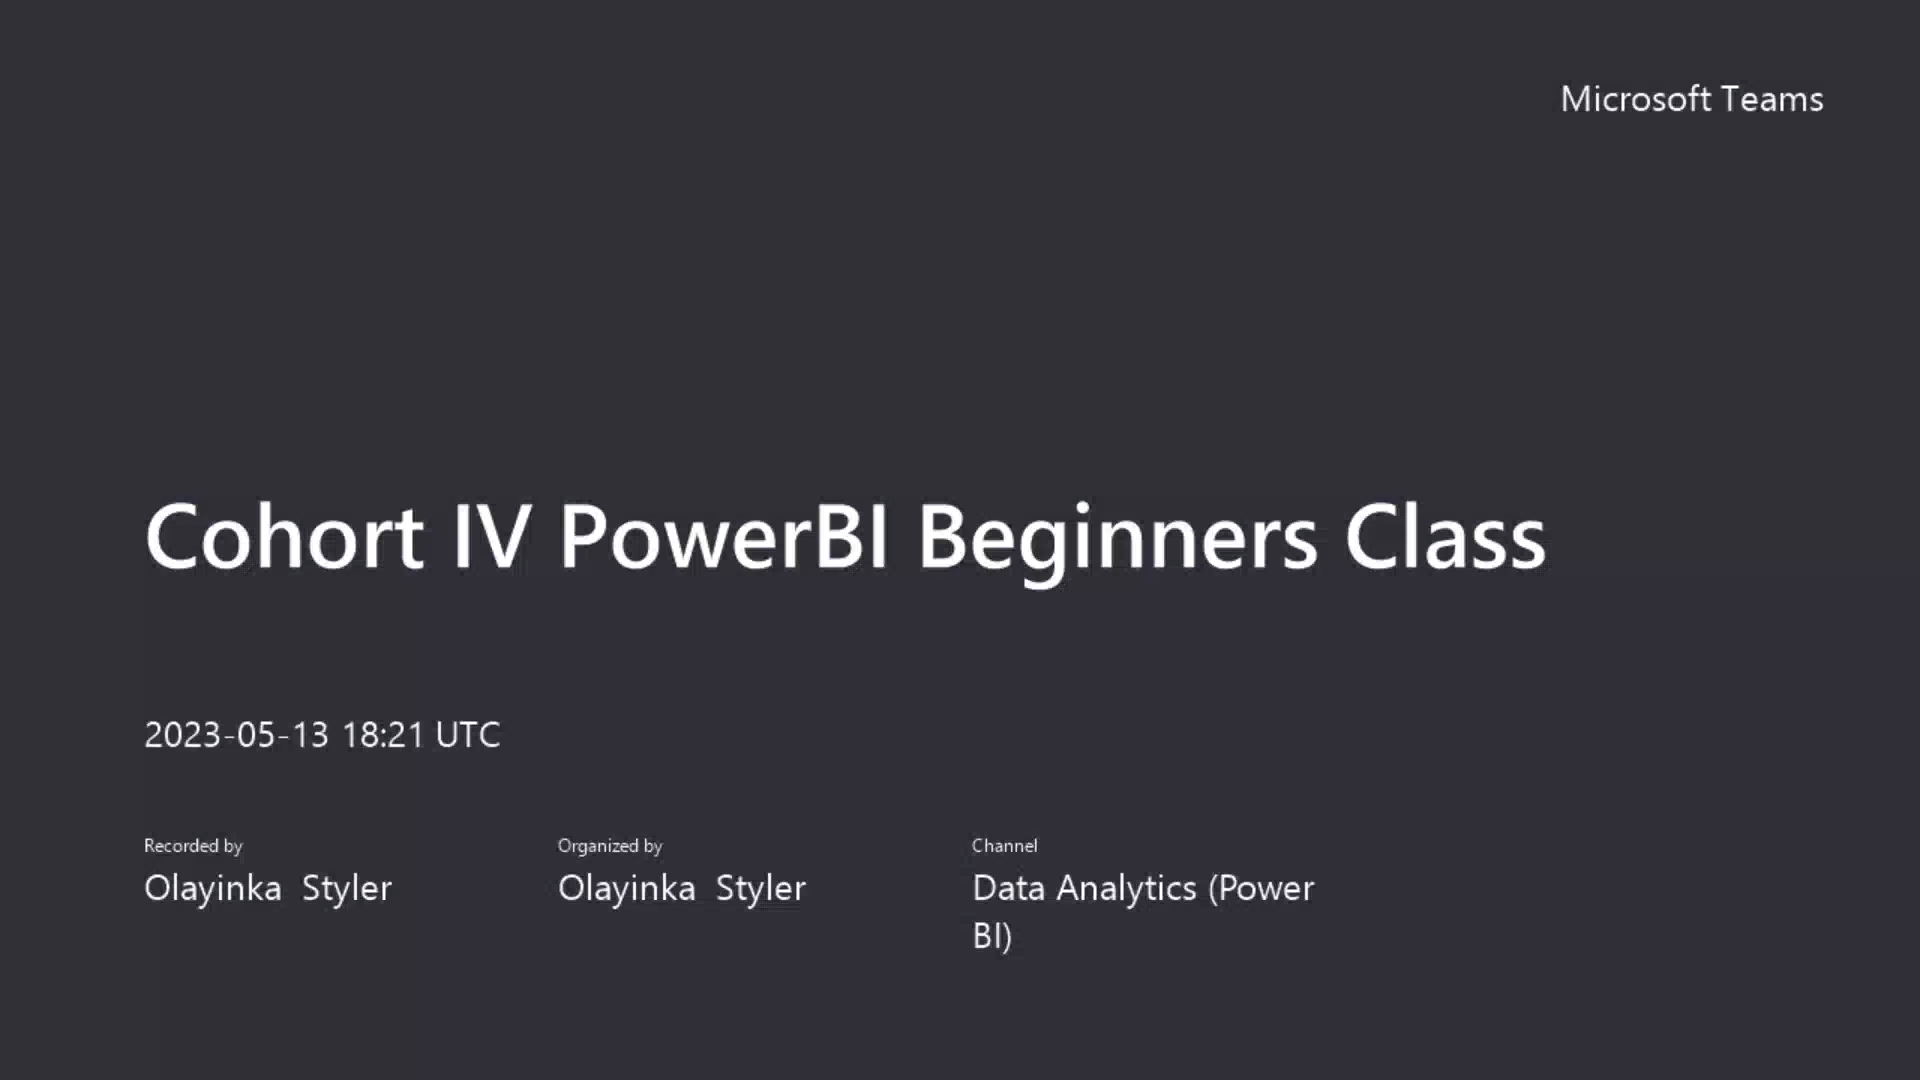 Microsoft Teams
Cohort IV PowerBI Beginners Class
2023-05-13 18:21 UTC
Recorded by
Olayinka  Styler
Organized by
Olayinka  Styler
Channel
Data Analytics (Power
BI)